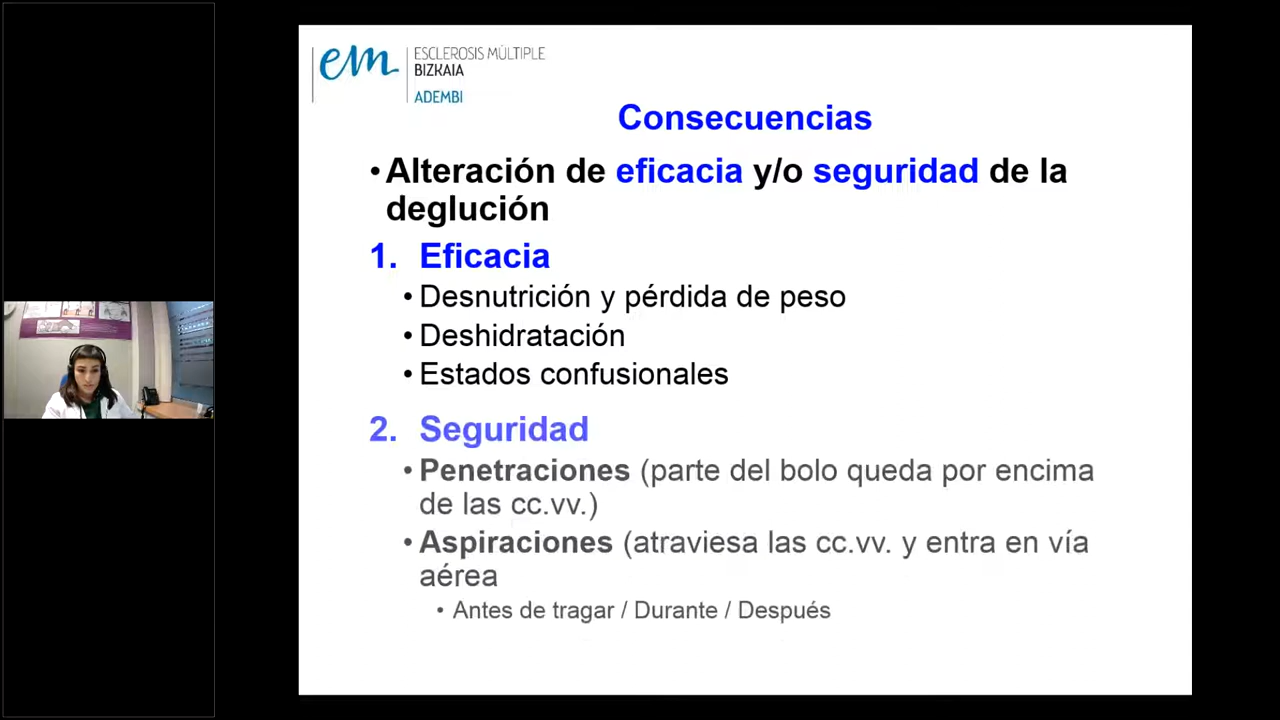 em
ESCLEROSIS MÚLTIPLE
BIZKAIA
ADEMBI
Consecuencias
•Alteración de eficacia y/o seguridad de la
deglución
1. Eficacia
•Desnutrición y pérdida de peso
•Deshidratación
•Estados confusionales
2. Seguridad
•Penetraciones (parte del bolo queda por encima
de las cc.vv.)
•Aspiraciones (atraviesa las cc.vv. y entra en vía
aérea
• Antes de tragar / Durante / Después